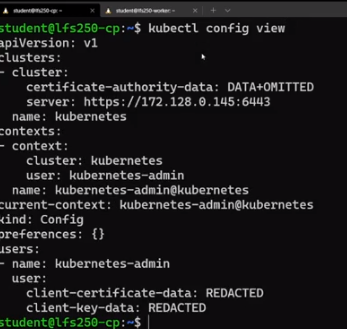 student@lfs250-cp: ~ student@lfs250-worker:
student@lfs250-cp:~$ kubectl config view
apiVersion: v1
clusters:
- cluster:
    certificate-authority-data: DATA+OMITTED
    server: https://172.128.0.145:6443
  name: kubernetes
contexts:
- context:
    cluster: kubernetes
    user: kubernetes-admin
  name: kubernetes-admin@kubernetes
current-context: kubernetes-admin@kubernetes
kind: Config
preferences: {}
users:
- name: kubernetes-admin
  user:
    client-certificate-data: REDACTED
    client-key-data: REDACTED
student@lfs250-cp:~$